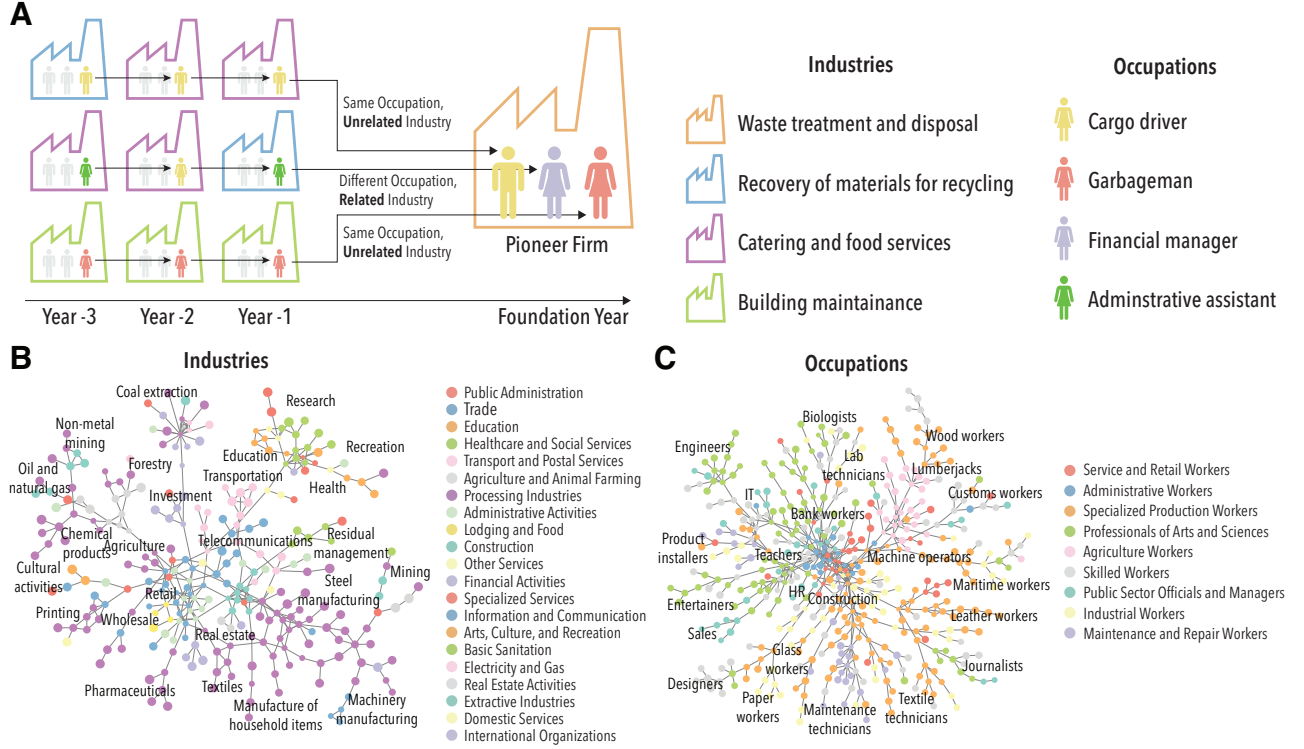 A
Same Occupation,
Unrelated Industry
Different Occupation,
Related Industry
Same Occupation,
Unrelated Industry
Pioneer Firm
Year -3
Year -2
Year -1
Foundation Year
Industries
Waste treatment and disposal
Recovery of materials for recycling
Catering and food services
Building maintainance
Occupations
Cargo driver
Garbageman
Financial manager
Adminstrative assistant
B
Industries
Coal extraction
Research
Non-metal
mining
Recreation
Education
Forestry
Transportation
Oil and
natural gas
Health
Investment
Chemical
products
Agriculture
Telecommunications
Residual
management
Cultural
activities
Steel
manufacturing
Mining
Retail
Printing
Wholesale
Real estate
Pharmaceuticals
Textiles
Manufacture of
household items
Machinery
manufacturing
Public Administration
Trade
Education
Healthcare and Social Services
Transport and Postal Services
Agriculture and Animal Farming
Processing Industries
Administrative Activities
Lodging and Food
Construction
Other Services
Financial Activities
Specialized Services
Information and Communication
Arts, Culture, and Recreation
Basic Sanitation
Electricity and Gas
Real Estate Activities
Extractive Industries
Domestic Services
International Organizations
C
Occupations
Biologists
Engineers
Wood workers
Lab
technicians
Lumberjacks
IT
Customs workers
Bank workers
Product
installers
Teachers
Machine operators
Maritime workers
HR
Construction
Entertainers
Leather workers
Sales
Glass
workers
Journalists
Designers
Paper
workers
Maintenance
technicians
Textile
technicians
Service and Retail Workers
Administrative Workers
Specialized Production Workers
Professionals of Arts and Sciences
Agriculture Workers
Skilled Workers
Public Sector Officials and Managers
Industrial Workers
Maintenance and Repair Workers